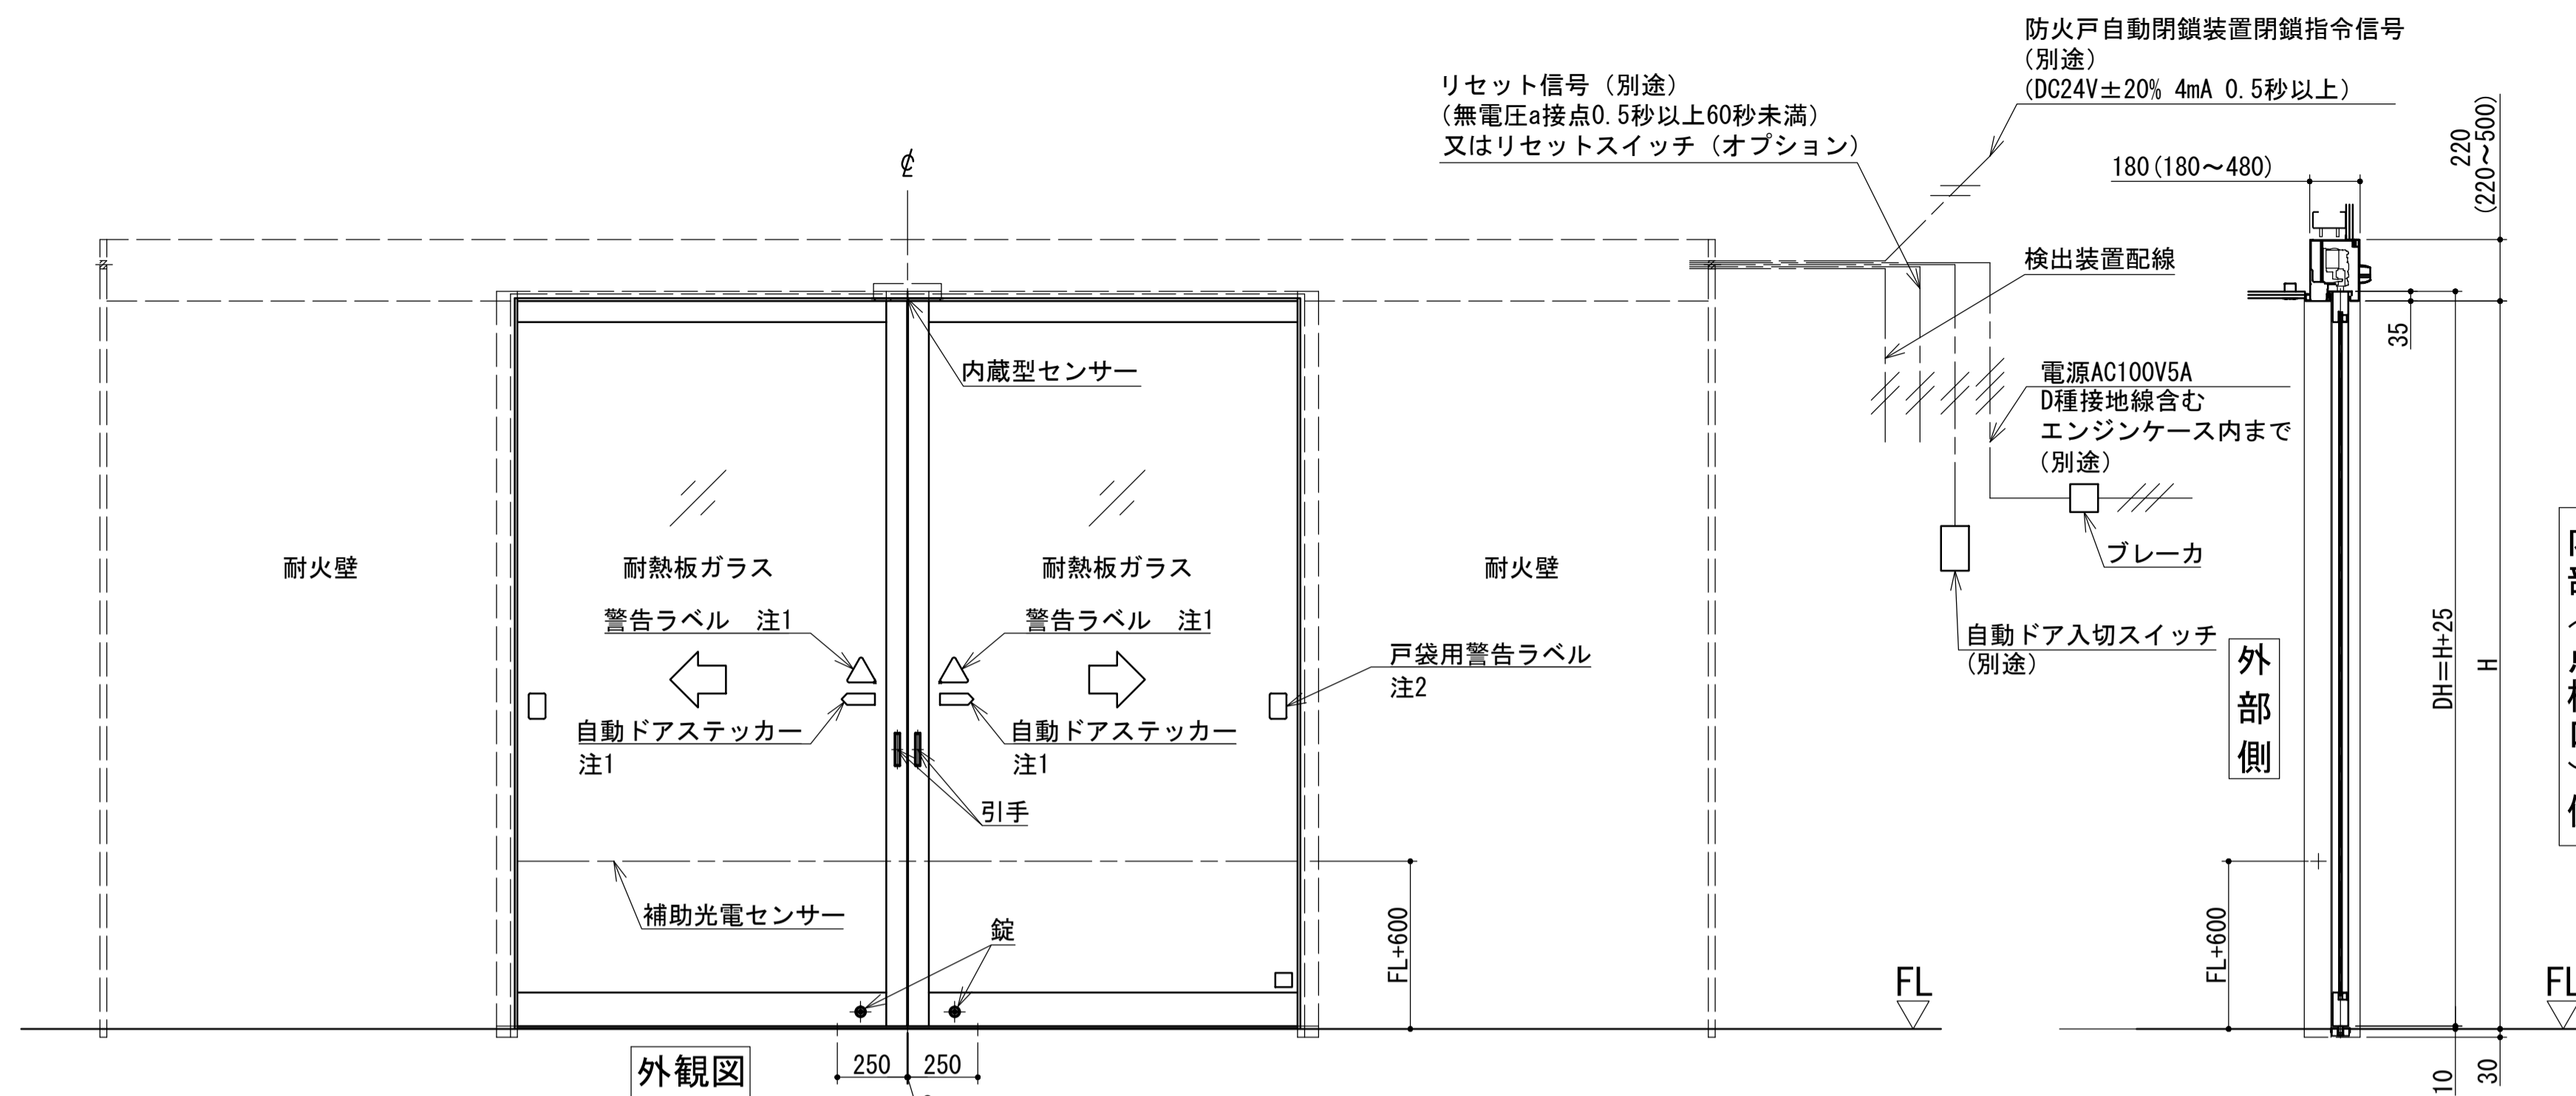 防火戸自動閉鎖装置閉鎖指令信号
(別途)
(DC24V±20% 4mA 0.5秒以上)
リセット信号（別途）
（無電圧a接点0.5秒以上60秒未満）
又はリセットスイッチ（オプション）
220
(220～500)
180(180～480)
検出装置配線
35
内蔵型センサー
電源AC100V5A
D種接地線含む
エンジンケース内まで
(別途)
ブレーカ
耐火壁
耐熱板ガラス
耐熱板ガラス
耐火壁
警告ラベル　注1
警告ラベル　注1
自動ドア入切スイッチ
(別途)
戸袋用警告ラベル
注2
外部側
DH=H+25
H
自動ドアステッカー
注1
自動ドアステッカー
注1
引手
補助光電センサー
錠
FL+600
FL+600
FL
FL
250
250
外観図
10
30